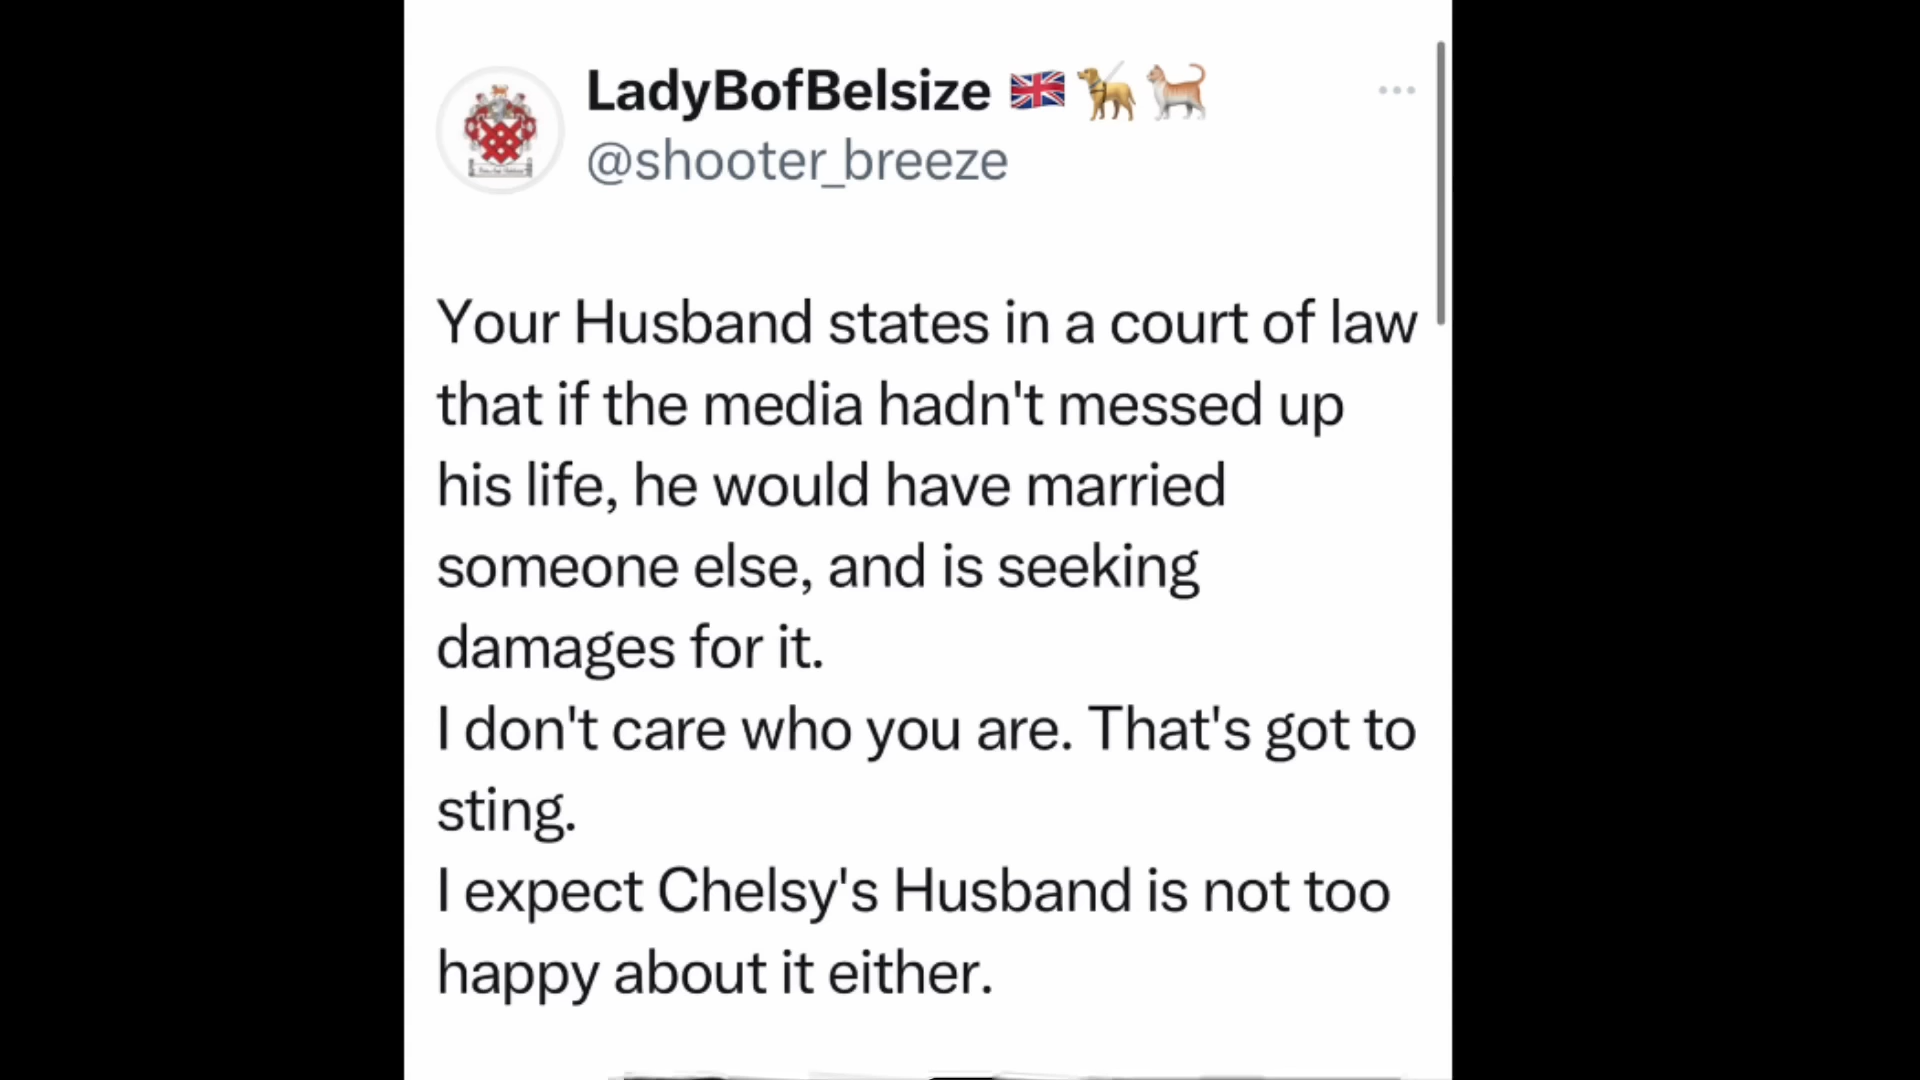 LadyBofBelsize 🇬🇧🦮🐈
@shooter_breeze
Your Husband states in a court of law
that if the media hadn't messed up
his life, he would have married
someone else, and is seeking
damages for it.
I don't care who you are. That's got to
sting.
I expect Chelsy's Husband is not too
happy about it either.